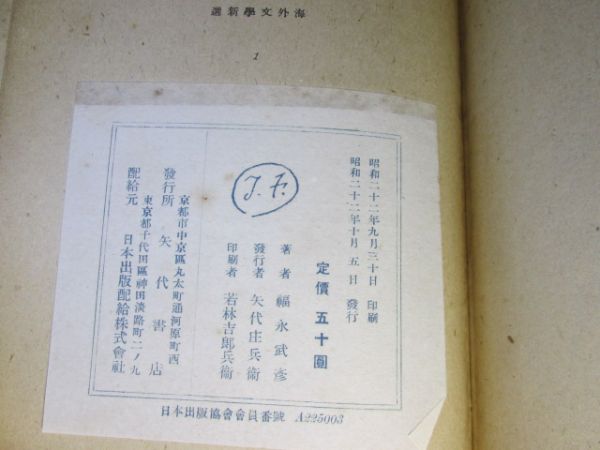 選新學文外海
1
昭和二十二年九月三十日 印刷
昭和二十二年十月五日 發行
定價 五十圓
著者 福永武彦
發行者 矢代庄兵衞
印刷者 若林吉郎兵衞
J. F.
京都市中京區丸太町通河原町西
發行所 矢代書店
東京都千代田區神田淡路町二ノ九
配給元 日本出版配給株式會社
日本出版協會會員番號 A225003